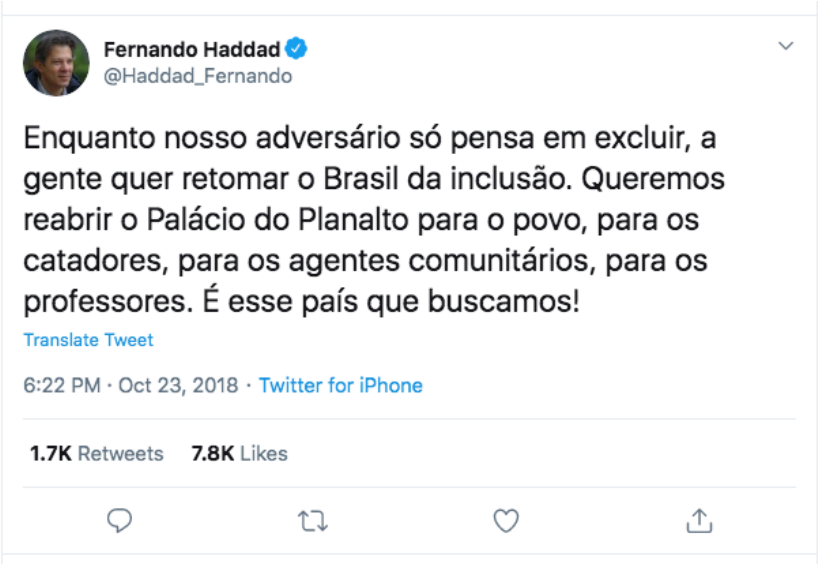 Fernando Haddad
@Haddad_Fernando
Enquanto nosso adversário só pensa em excluir, a
gente quer retomar o Brasil da inclusão. Queremos
reabrir o Palácio do Planalto para o povo, para os
catadores, para os agentes comunitários, para os
professores. É esse país que buscamos!
Translate Tweet
6:22 PM · Oct 23, 2018 · Twitter for iPhone
1.7K Retweets 7.8K Likes